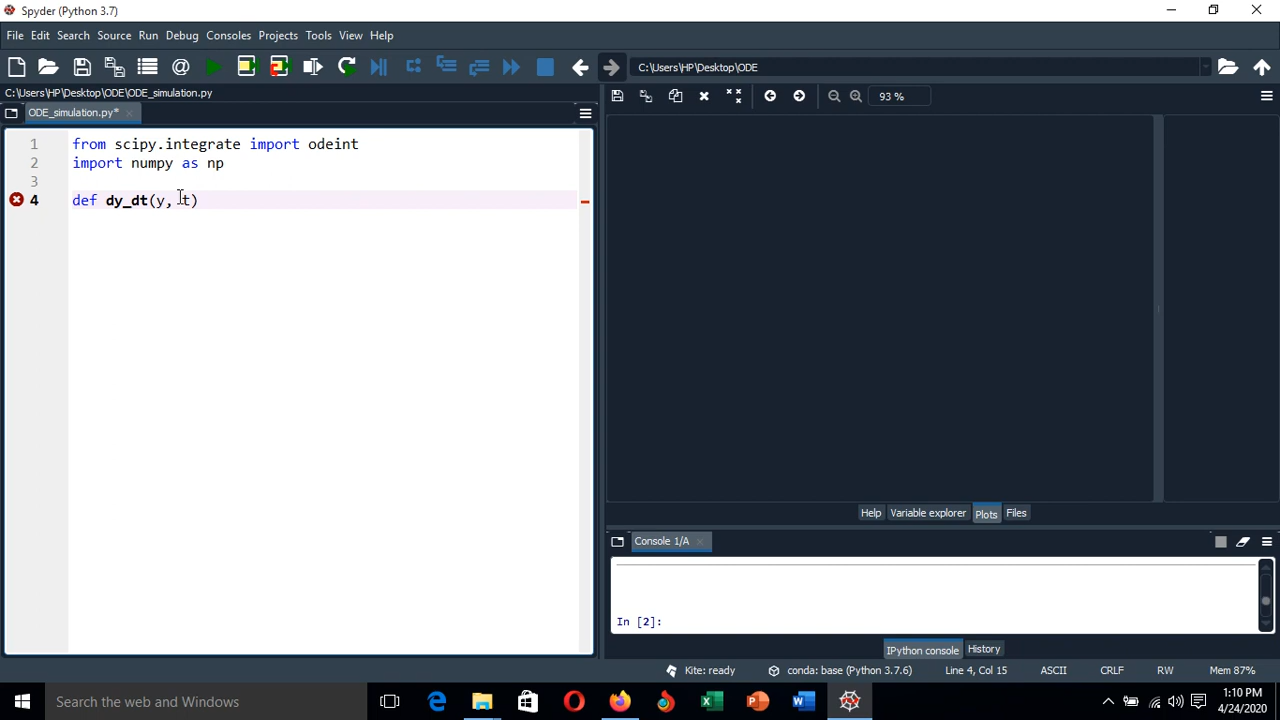 Spyder (Python 3.7)
File Edit Search Source Run Debug Consoles Projects Tools View Help
C:\Users\HP\Desktop\ODE
C:\Users\HP\Desktop\ODE\ODE_simulation.py
ODE_simulation.py*
93 %
1 from scipy.integrate import odeint
2 import numpy as np
3
4 def dy_dt(y, t)
Help Variable explorer Plots Files
Console 1/A
In [2]:
IPython console History
Kite: ready conda: base (Python 3.7.6) Line 4, Col 15 ASCII CRLF RW Mem 87%
Search the web and Windows
1:10 PM
4/24/2020